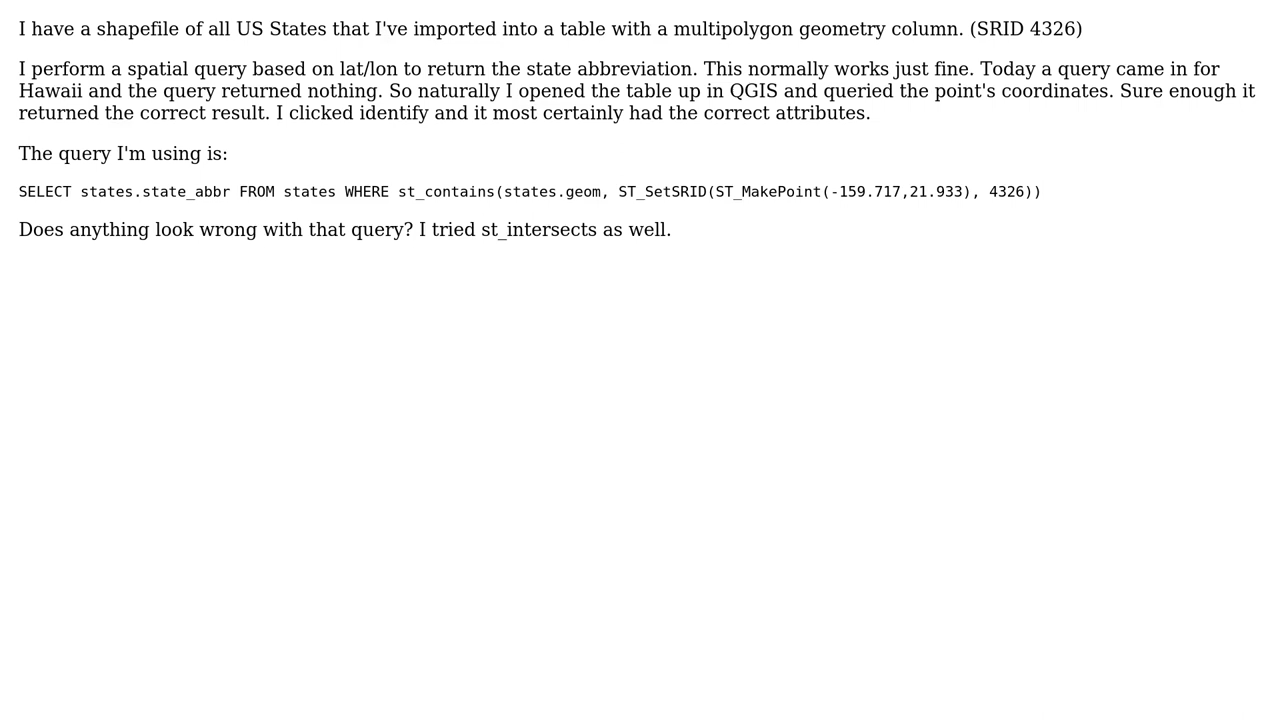 I have a shapefile of all US States that I've imported into a table with a multipolygon geometry column. (SRID 4326)
I perform a spatial query based on lat/lon to return the state abbreviation. This normally works just fine. Today a query came in for
Hawaii and the query returned nothing. So naturally I opened the table up in QGIS and queried the point's coordinates. Sure enough it
returned the correct result. I clicked identify and it most certainly had the correct attributes.
The query I'm using is:
SELECT states.state_abbr FROM states WHERE st_contains(states.geom, ST_SetSRID(ST_MakePoint(-159.717,21.933), 4326))
Does anything look wrong with that query? I tried st_intersects as well.